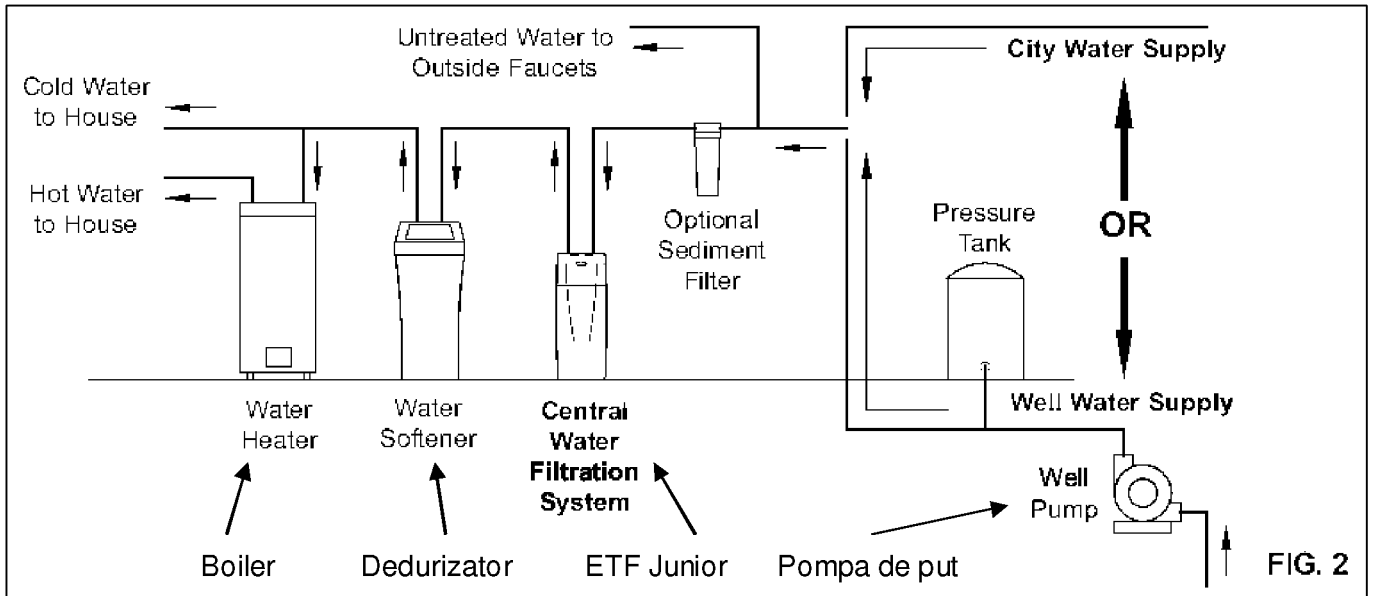 Untreated Water to
Outside Faucets
City Water Supply
Cold Water
to House
Hot Water
to House
Optional
Sediment
Filter
Pressure
Tank
OR
Well Water Supply
Water
Heater
Water
Softener
Central
Water
Filtration
System
Well
Pump
Boiler
Dedurizator
ETF Junior
Pompa de put
FIG. 2